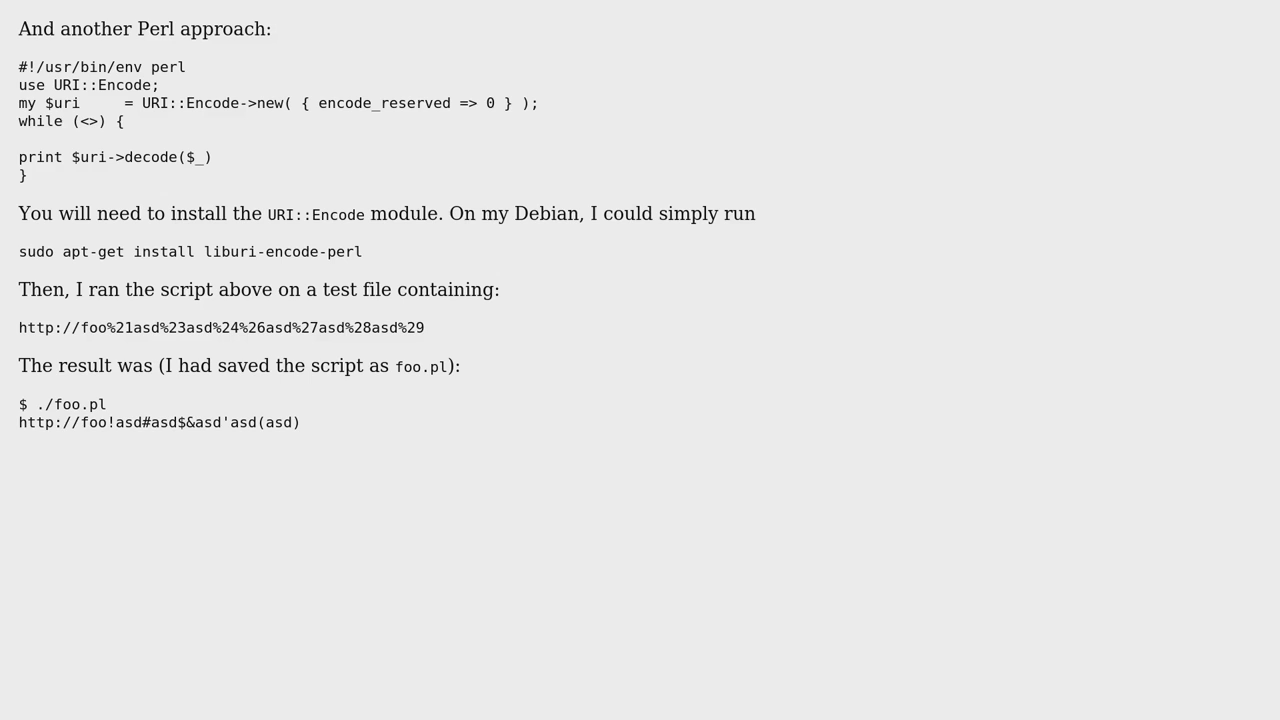 And another Perl approach:
#!/usr/bin/env perl
use URI::Encode;
my $uri     = URI::Encode->new( { encode_reserved => 0 } );
while (<>) {
print $uri->decode($_)
}
You will need to install the URI::Encode module. On my Debian, I could simply run
sudo apt-get install liburi-encode-perl
Then, I ran the script above on a test file containing:
http://foo%21asd%23asd%24%26asd%27asd%28asd%29
The result was (I had saved the script as foo.pl):
$ ./foo.pl
http://foo!asd#asd$&asd'asd(asd)